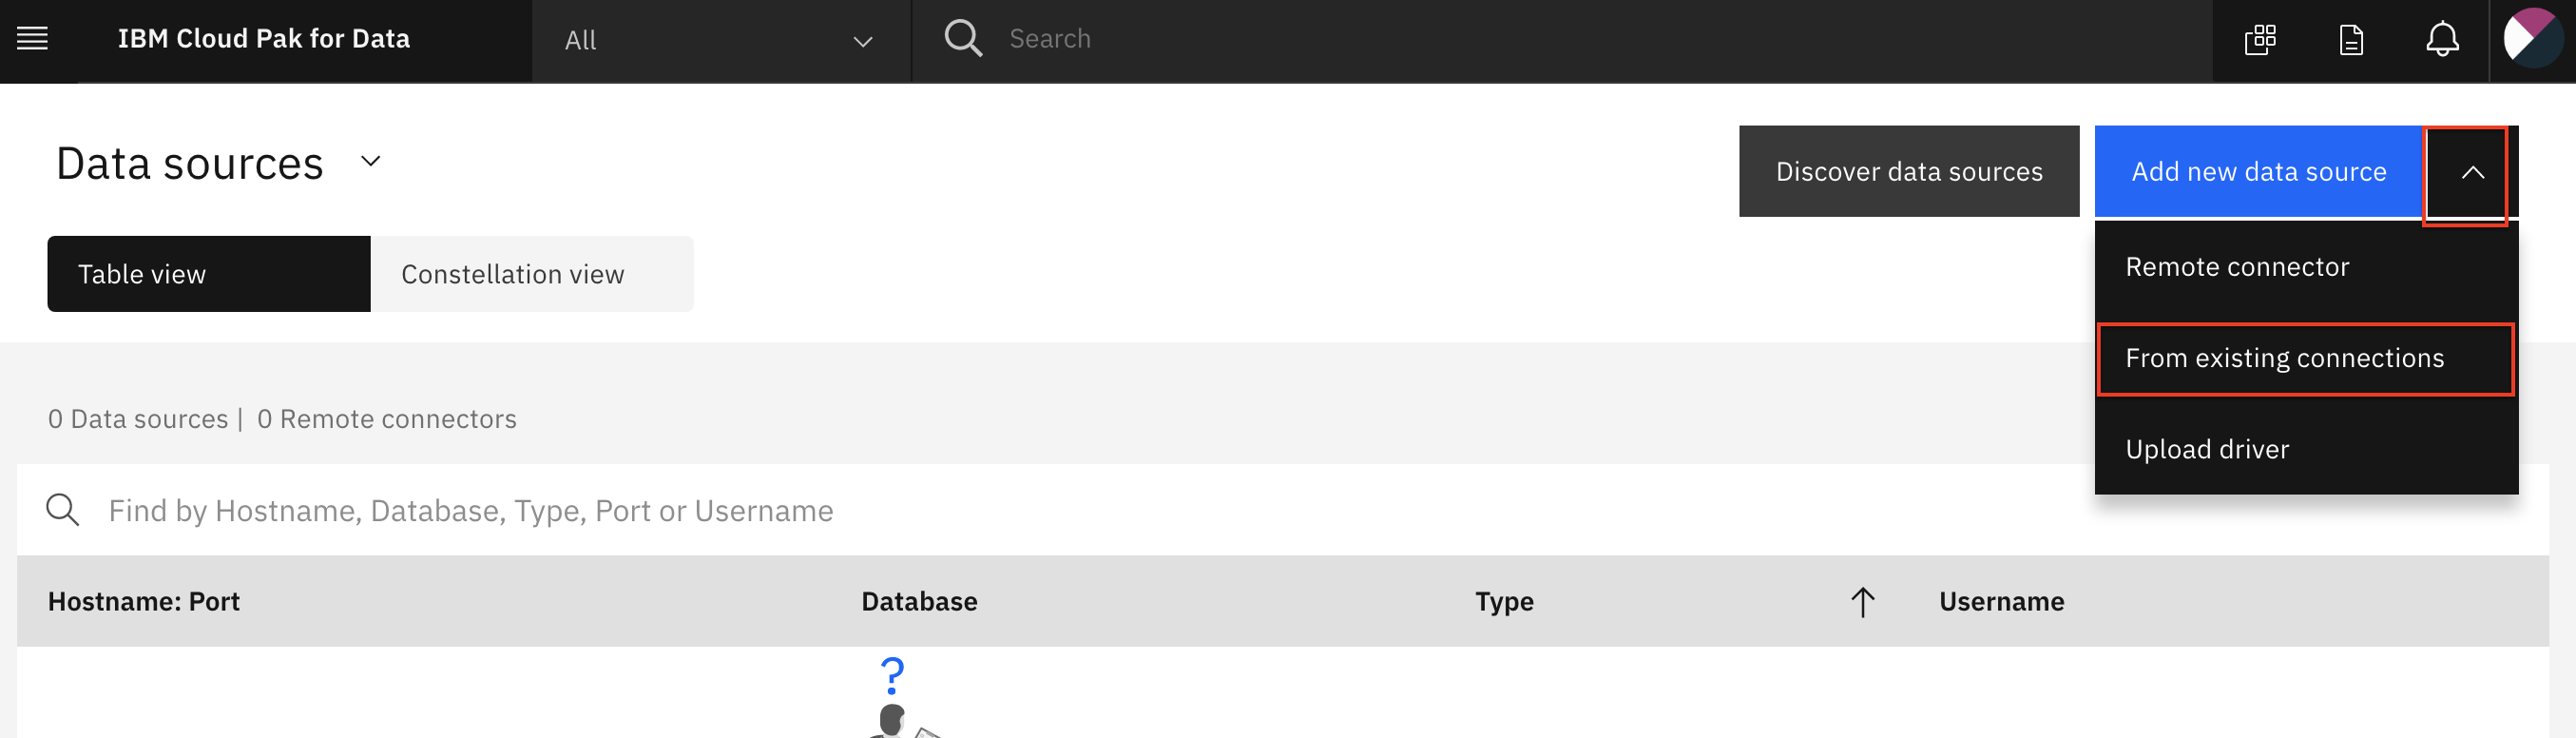 IBM Cloud Pak for Data
All
Search
Data sources
Discover data sources
Add new data source
Remote connector
From existing connections
Upload driver
Table view
Constellation view
0 Data sources | 0 Remote connectors
Find by Hostname, Database, Type, Port or Username
Hostname: Port Database Type Username
?